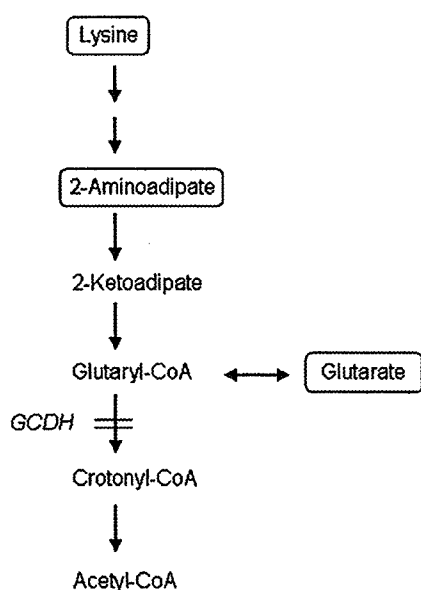 Lysine
2-Aminoadipate
2-Ketoadipate
Glutaryl-CoA
Glutarate
GCDH
Crotonyl-CoA
Acetyl-CoA